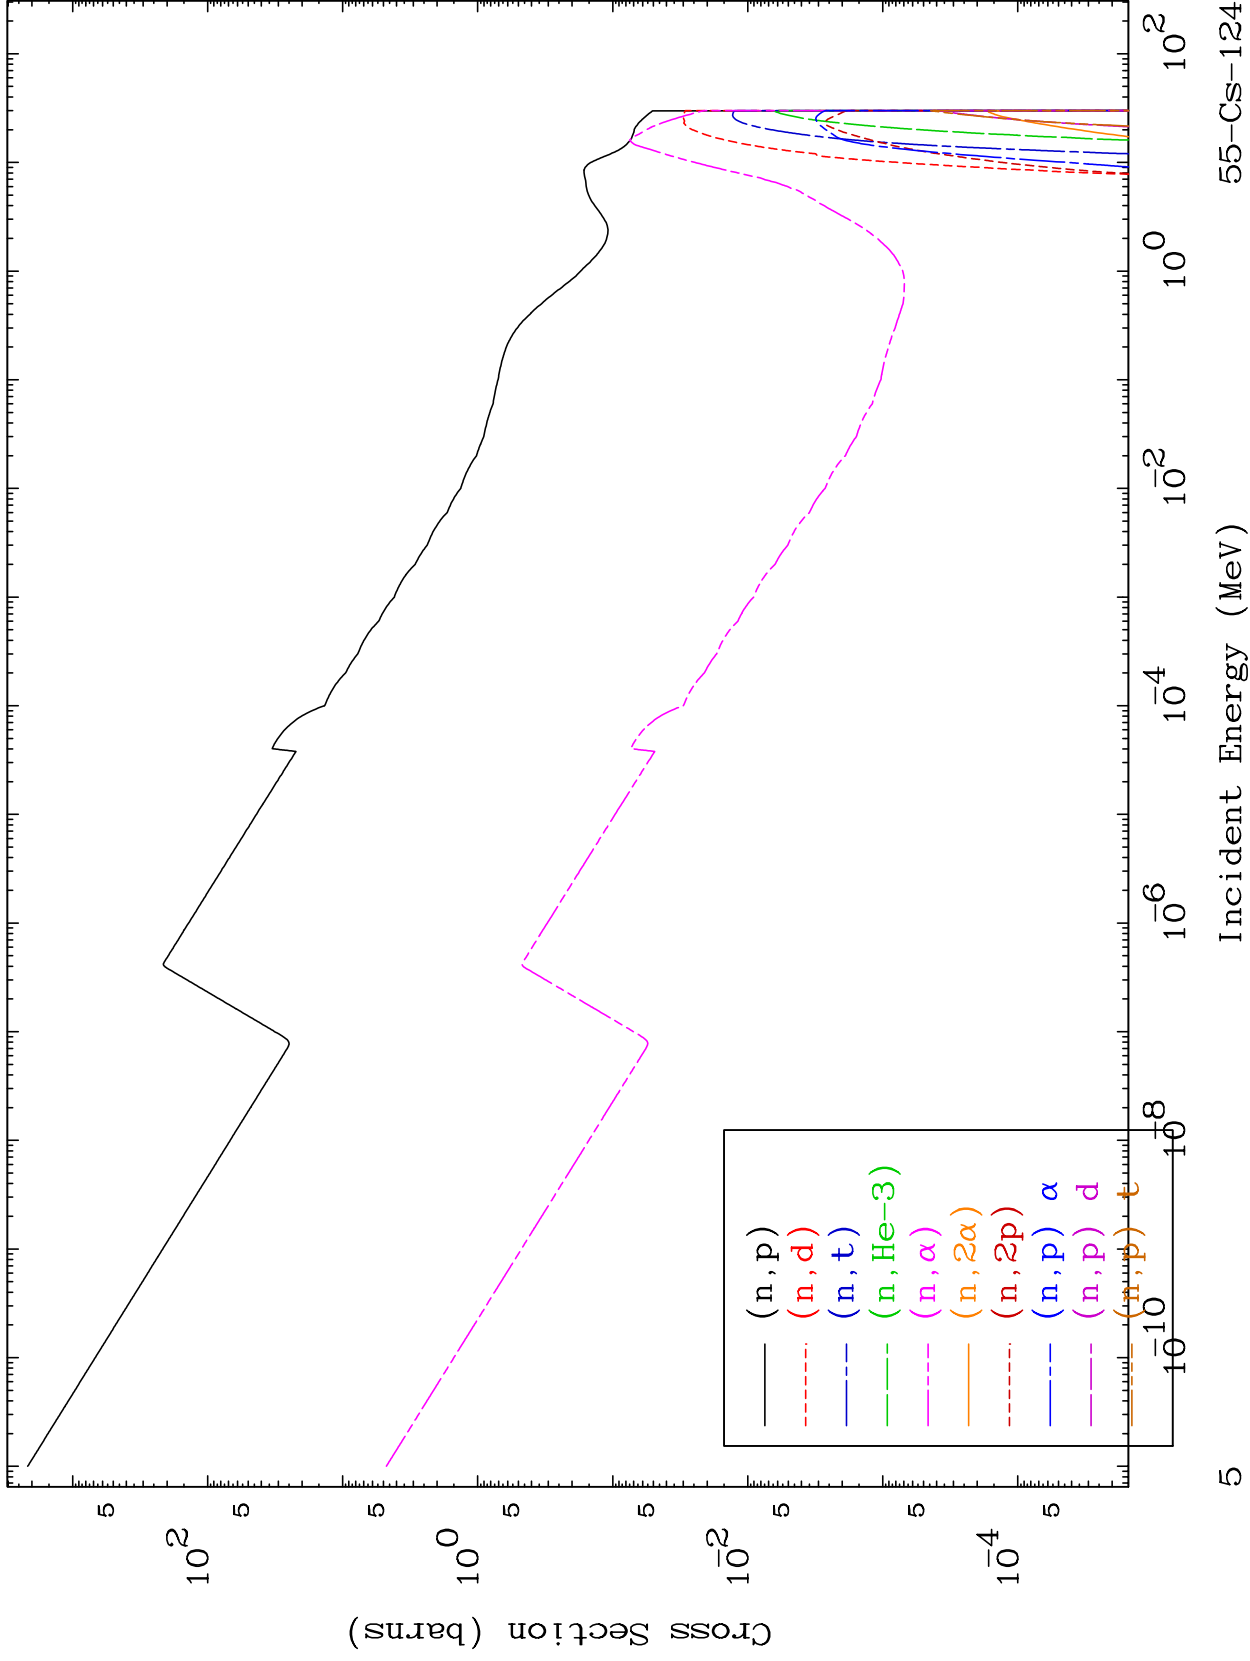 Cross Section (barns)
10^2
5
5
5
10^0
5
5
10^-2
5
5
10^-4
5
(n,p)
(n,d)
(n,t)
(n,He-3)
(n,α)
(n,2α)
(n,2p)
(n,p) α
(n,p) d
(n,p) t
10^-10
10^-8
10^-6
10^-4
10^-2
10^0
10^2
5
Incident Energy (MeV)
55-Cs-124